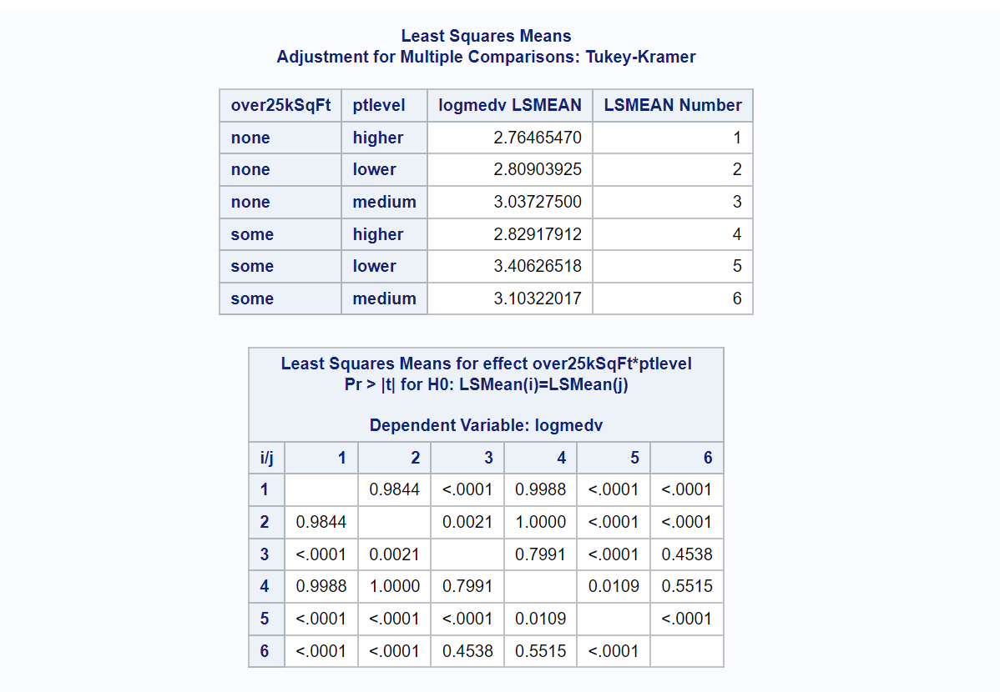 Least Squares Means
Adjustment for Multiple Comparisons: Tukey-Kramer
over25kSqFt ptlevel logmedv LSMEAN LSMEAN Number
none higher 2.76465470 1
none lower 2.80903925 2
none medium 3.03727500 3
some higher 2.82917912 4
some lower 3.40626518 5
some medium 3.10322017 6
Least Squares Means for effect over25kSqFt*ptlevel
Pr > |t| for H0: LSMean(i)=LSMean(j)
Dependent Variable: logmedv
i/j 1 2 3 4 5 6
1 0.9844 <.0001 0.9988 <.0001 <.0001
2 0.9844 0.0021 1.0000 <.0001 <.0001
3 <.0001 0.0021 0.7991 <.0001 0.4538
4 0.9988 1.0000 0.7991 0.0109 0.5515
5 <.0001 <.0001 <.0001 0.0109 <.0001
6 <.0001 <.0001 0.4538 0.5515 <.0001